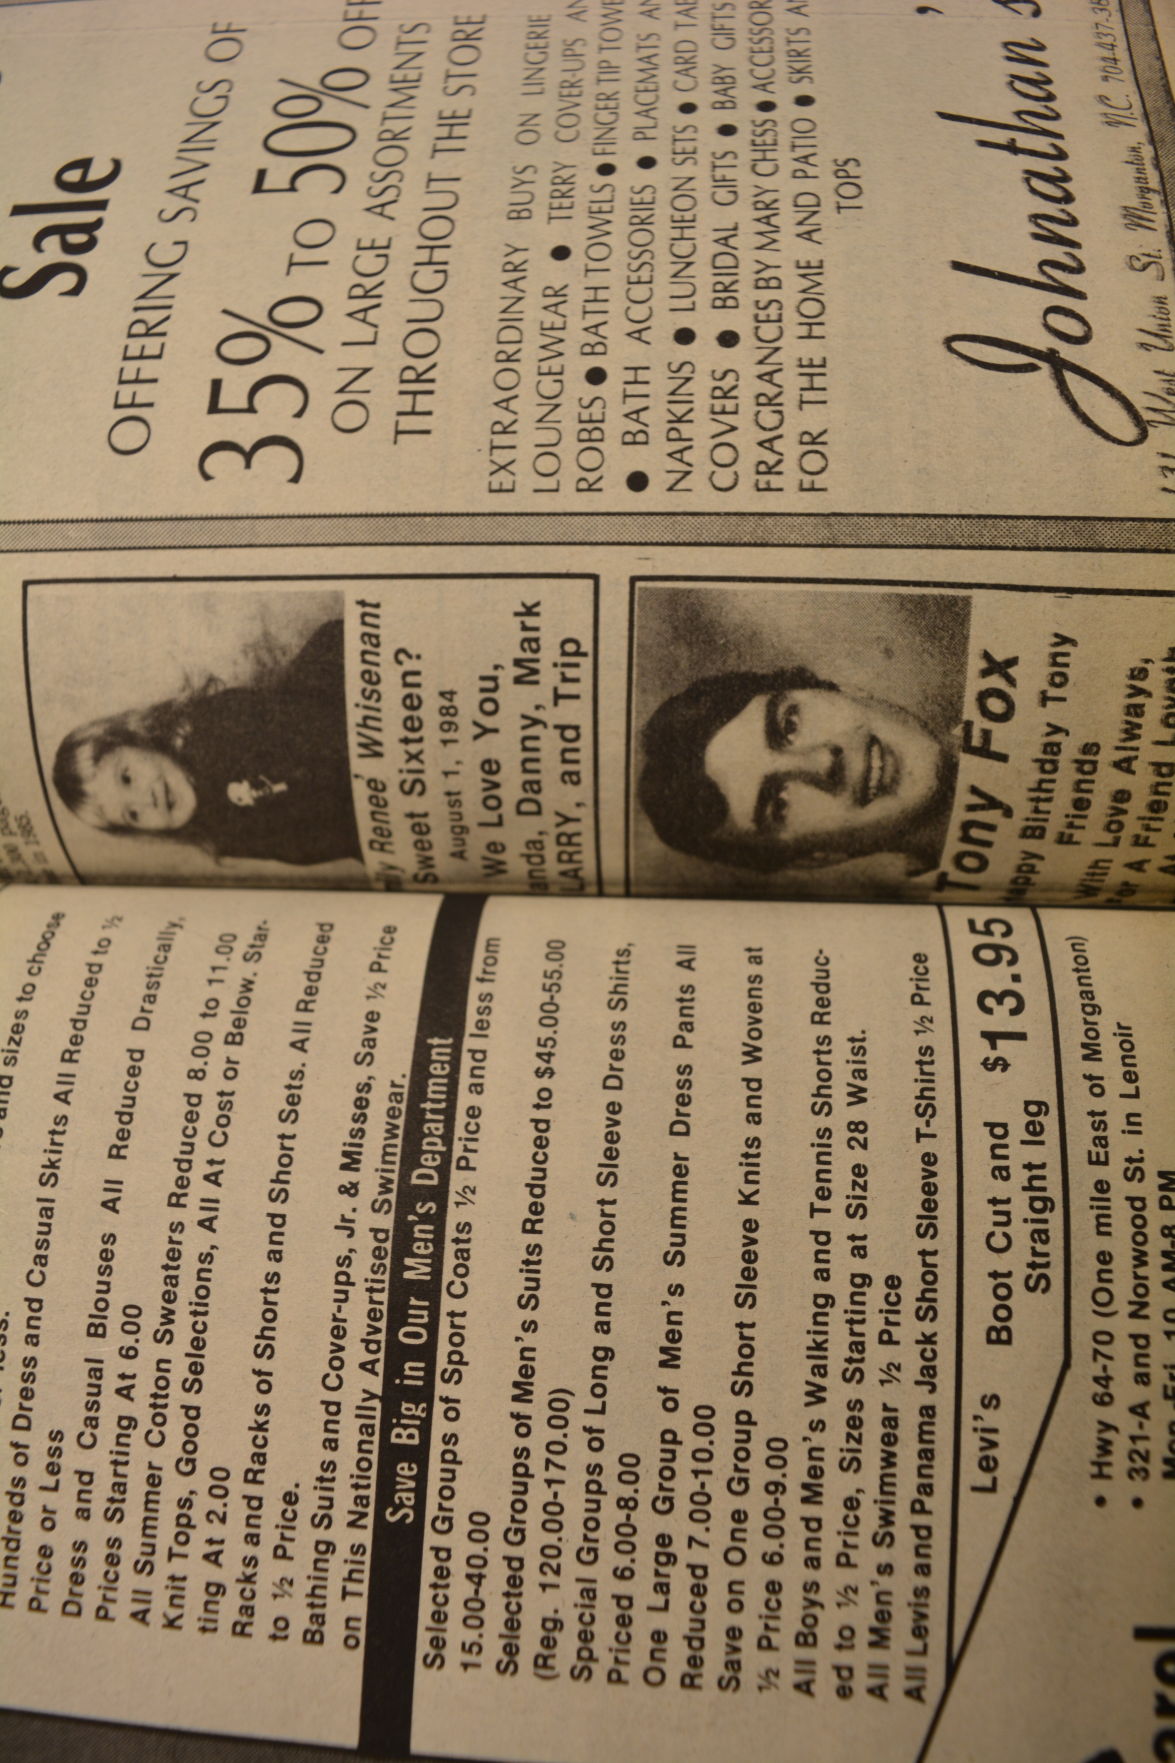 sizes to choose
Hundreds of Dress and Casual Skirts All Reduced to ½
Price or Less
Dress and Casual Blouses All Reduced Drastically,
Prices Starting At 6.00
All Summer Cotton Sweaters Reduced 8.00 to 11.00
Knit Tops, Good Selections, All At Cost or Below. Star-
ting At 2.00
Racks and Racks of Shorts and Short Sets. All Reduced
to ½ Price.
Bathing Suits and Cover-ups, Jr. & Misses, Save ½ Price
on This Nationally Advertised Swimwear.
Save Big in Our Men's Department
Selected Groups of Sport Coats ½ Price and less from
15.00-40.00
Selected Groups of Men's Suits Reduced to $45.00-55.00
(Reg. 120.00-170.00)
Special Groups of Long and Short Sleeve Dress Shirts,
Priced 6.00-8.00
One Large Group of Men's Summer Dress Pants All
Reduced 7.00-10.00
Save on One Group Short Sleeve Knits and Wovens at
½ Price 6.00-9.00
All Boys and Men's Walking and Tennis Shorts Reduc-
ed to ½ Price, Sizes Starting at Size 28 Waist.
All Men's Swimwear ½ Price
All Levis and Panama Jack Short Sleeve T-Shirts ½ Price
Levi's Boot Cut and Straight leg $13.95
• Hwy 64-70 (One mile East of Morganton)
• 321-A and Norwood St. in Lenoir
10 AM-8 PM
Reneé Whisenant
Sweet Sixteen?
August 1, 1984
We Love You,
Danny, Mark
LARRY, and Trip
Tony Fox
Happy Birthday Tony
Friends
With Love Always,
For A Friend
Sale
OFFERING SAVINGS OF
35% TO 50% OFF
ON LARGE ASSORTMENTS
THROUGHOUT THE STORE
EXTRAORDINARY BUYS ON LINGERIE
LOUNGEWEAR • TERRY COVER-UPS
ROBES • BATH TOWELS • FINGER TIP
• BATH ACCESSORIES • PLACEMATS
NAPKINS • LUNCHEON SETS • CARD
COVERS • BRIDAL GIFTS • BABY GIFTS
FRAGRANCES BY MARY CHESS •
FOR THE HOME AND PATIO • SKIRTS
TOPS
Johnathan's
West Union St. Morganton, N.C. 704-437-